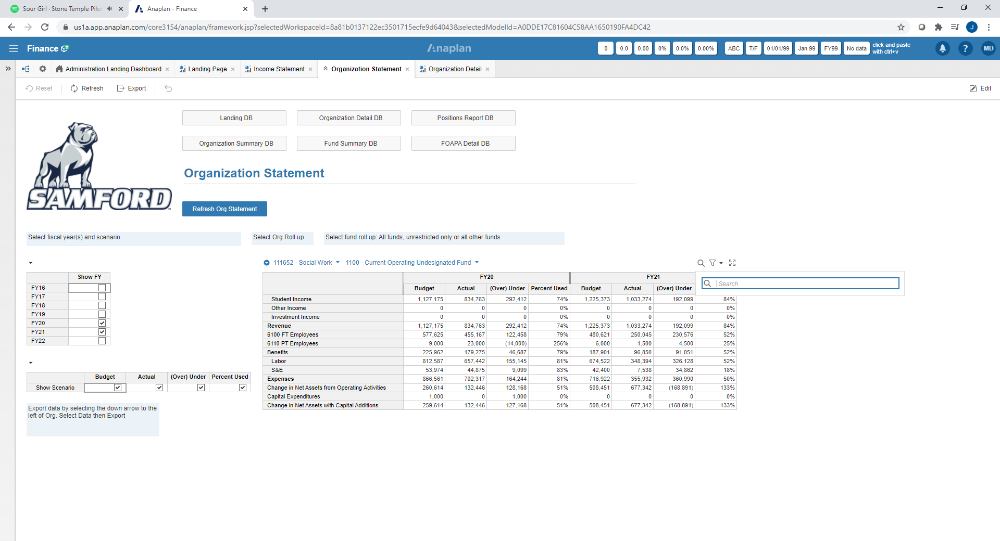 Sour Girl · Stone Temple Pilot
Anaplan - Finance
us1a.app.anaplan.com/core3154/anaplan/framework.jsp?selectedWorkspaceId=8a81b0137122ec3501715ecfe9d64043&selectedModelId=A0DDE17C81604C58AA1650190FA4DC42
J
Finance
Anaplan
0 0.0 0.00 0% 0.0% 0.00% ABC T/F 01/01/99 Jan 99 FY99 No data
click and paste
with ctrl+v
? MD
Administration Landing Dashboard
Landing Page
Income Statement
Organization Statement
Organization Detail
Reset Refresh Export Edit
Landing DB Organization Detail DB Positions Report DB
Organization Summary DB Fund Summary DB FOAPA Detail DB
SAMFORD
Organization Statement
Refresh Org Statement
Select fiscal year(s) and scenario
Select Org Roll up
Select fund roll up: All funds, unrestricted only or all other funds
Show FY
FY16
FY17
FY18
FY19
FY20
FY21
FY22
Budget Actual (Over) Under Percent Used
Show Scenario
Export data by selecting the down arrow to the
left of Org. Select Data then Export
111652 - Social Work 1100 - Current Operating Undesignated Fund
Search
FY20 FY21
Budget Actual (Over) Under Percent Used Budget Actual (Over) Under
Student Income 1,127,175 834,763 292,412 74% 1,225,373 1,033,274 192,099 84%
Other Income 0 0 0 0% 0 0 0 0%
Investment Income 0 0 0 0% 0 0 0 0%
Revenue 1,127,175 834,763 292,412 74% 1,225,373 1,033,274 192,099 84%
6100 FT Employees 577,625 455,167 122,458 79% 480,621 250,045 230,576 52%
6110 PT Employees 9,000 23,000 (14,000) 256% 6,000 1,500 4,500 25%
Benefits 225,962 179,275 46,687 79% 187,901 96,850 91,051 52%
Labor 812,587 657,442 155,145 81% 674,522 348,394 326,128 52%
S&E 53,974 44,875 9,099 83% 42,400 7,538 34,862 18%
Expenses 866,561 702,317 164,244 81% 716,922 355,932 360,990 50%
Change in Net Assets from Operating Activities 260,614 132,446 128,168 51% 508,451 677,342 (168,891) 133%
Capital Expenditures 1,000 0 1,000 0% 0 0 0 0%
Change in Net Assets with Capital Additions 259,614 132,446 127,168 51% 508,451 677,342 (168,891) 133%